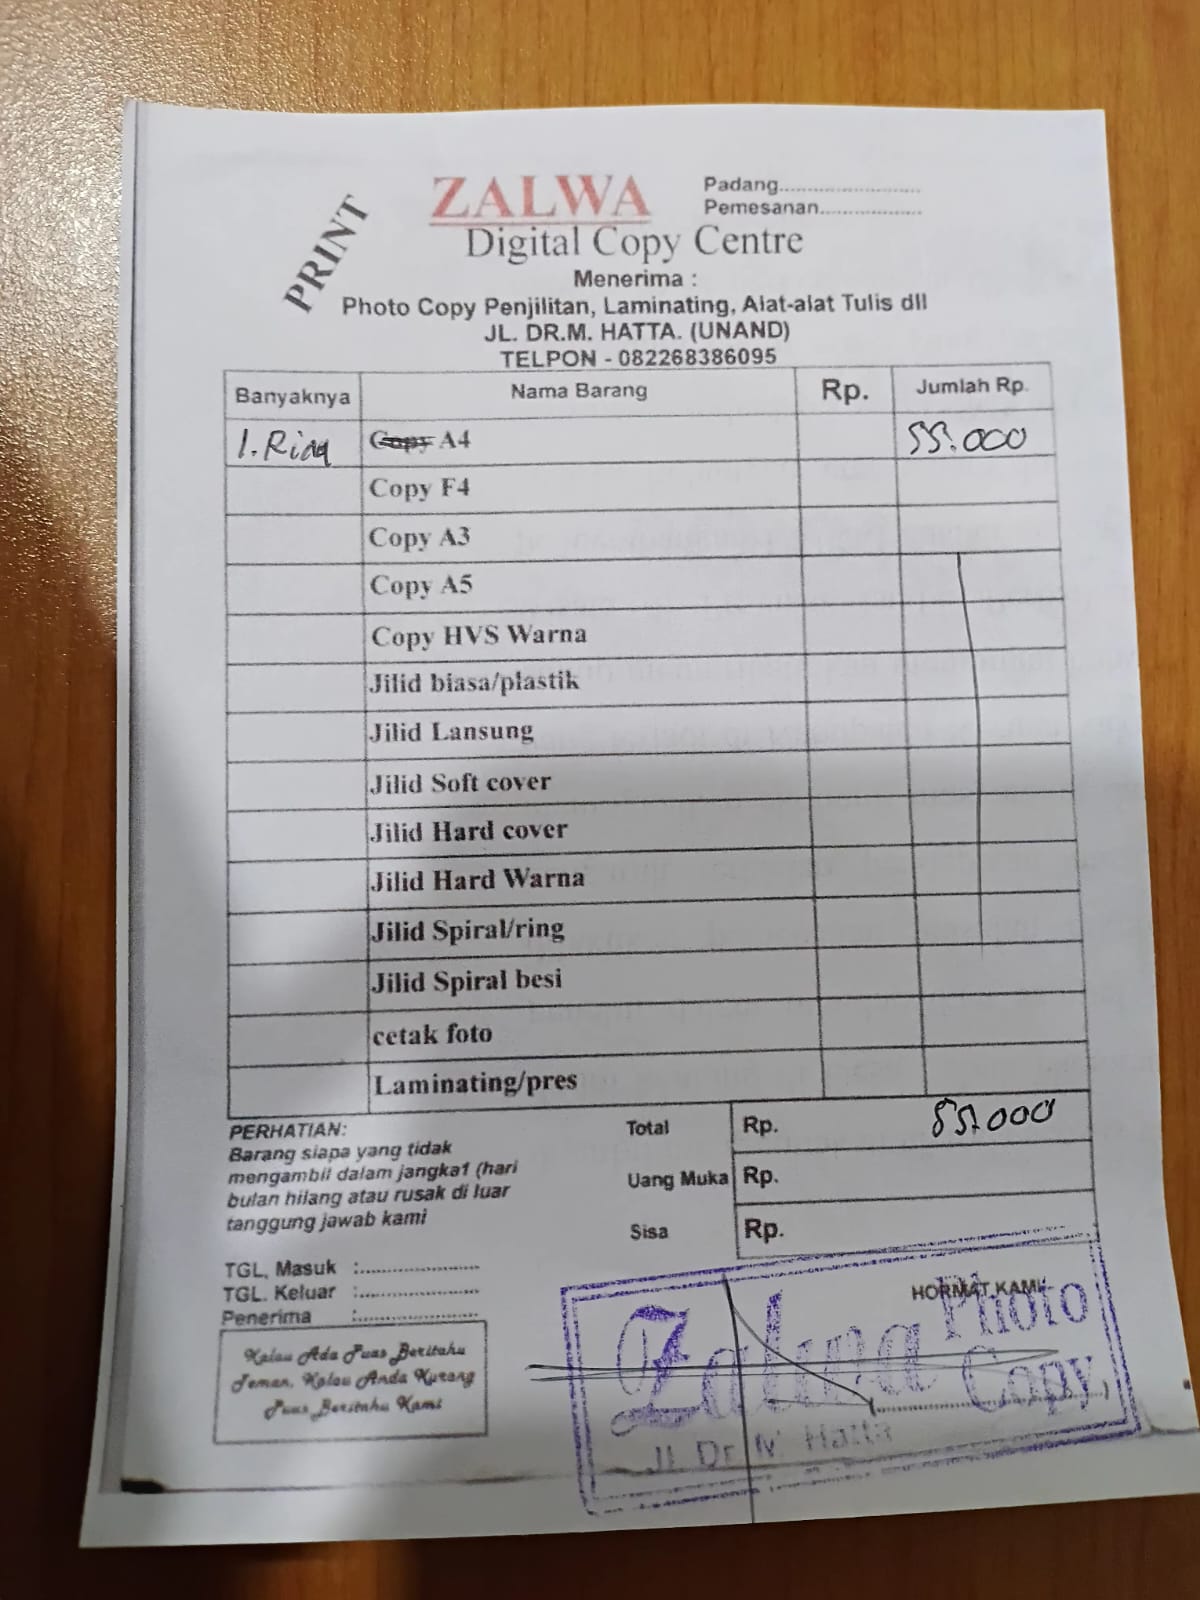 PRINT
ZALWA
Padang........................
Pemesanan..................
Digital Copy Centre
Menerima :
Photo Copy Penjilitan, Laminating, Alat-alat Tulis dll
JL. DR.M. HATTA. (UNAND)
TELPON - 082268386095
Banyaknya Nama Barang Rp. Jumlah Rp.
1. Rim Copy A4 55.000
Copy F4
Copy A3
Copy A5
Copy HVS Warna
Jilid biasa/plastik
Jilid Lansung
Jilid Soft cover
Jilid Hard cover
Jilid Hard Warna
Jilid Spiral/ring
Jilid Spiral besi
cetak foto
Laminating/pres
PERHATIAN:
Barang siapa yang tidak
mengambil dalam jangka1 (hari
bulan hilang atau rusak di luar
tanggung jawab kami
Total Rp. 55.000
Uang Muka Rp.
Sisa Rp.
TGL, Masuk :......................
TGL. Keluar :......................
Penerima :......................
Kalau Ada Puas Beritahu
Teman, Kalau Anda Kurang
Puas Beritahu Kami
HORMAT KAMI
Zalwa Photo
Copy
Jl. Dr. M Hatta